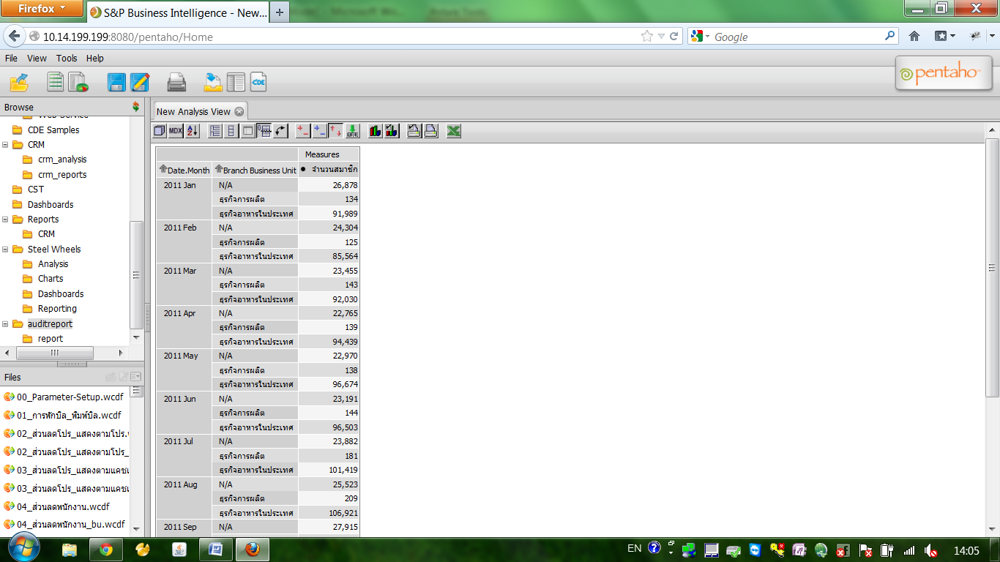 Firefox
S&P Business Intelligence - New...
10.14.199.199:8080/pentaho/Home
Google
File View Tools Help
pentaho
CDE
Browse
Web Service
CDE Samples
CRM
crm_analysis
crm_reports
CST
Dashboards
Reports
CRM
Steel Wheels
Analysis
Charts
Dashboards
Reporting
auditreport
report
Files
00_Parameter-Setup.wcdf
01_การพักบิล_พิมพ์บิล.wcdf
02_ส่วนลดโปร_แสดงตามโปร.w
02_ส่วนลดโปร_แสดงตามโปร_
03_ส่วนลดโปร_แสดงตามแคชเ
03_ส่วนลดโปร_แสดงตามแคชเ
04_ส่วนลดพนักงาน.wcdf
04_ส่วนลดพนักงาน_bu.wcdf
New Analysis View
MDX
Measures
Date.Month Branch Business Unit จำนวนสมาชิก
2011 Jan N/A 26,878
ธุรกิจการผลิต 134
ธุรกิจอาหารในประเทศ 91,989
2011 Feb N/A 24,304
ธุรกิจการผลิต 125
ธุรกิจอาหารในประเทศ 85,564
2011 Mar N/A 23,455
ธุรกิจการผลิต 143
ธุรกิจอาหารในประเทศ 92,030
2011 Apr N/A 22,765
ธุรกิจการผลิต 139
ธุรกิจอาหารในประเทศ 94,439
2011 May N/A 22,970
ธุรกิจการผลิต 138
ธุรกิจอาหารในประเทศ 96,674
2011 Jun N/A 23,191
ธุรกิจการผลิต 144
ธุรกิจอาหารในประเทศ 96,503
2011 Jul N/A 23,882
ธุรกิจการผลิต 181
ธุรกิจอาหารในประเทศ 101,419
2011 Aug N/A 25,523
ธุรกิจการผลิต 209
ธุรกิจอาหารในประเทศ 106,921
2011 Sep N/A 27,915
EN
14:05